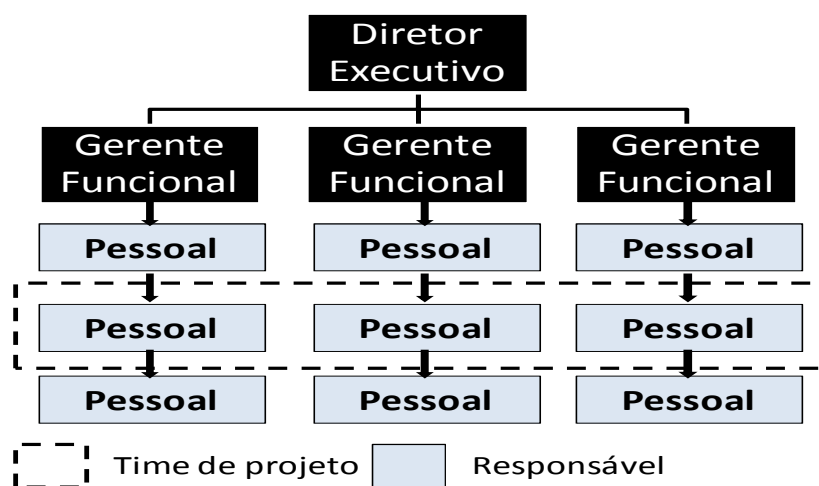 Diretor
Executivo
Gerente
Funcional
Gerente
Funcional
Gerente
Funcional
Pessoal
Pessoal
Pessoal
Pessoal
Pessoal
Pessoal
Pessoal
Pessoal
Pessoal
Time de projeto
Responsável